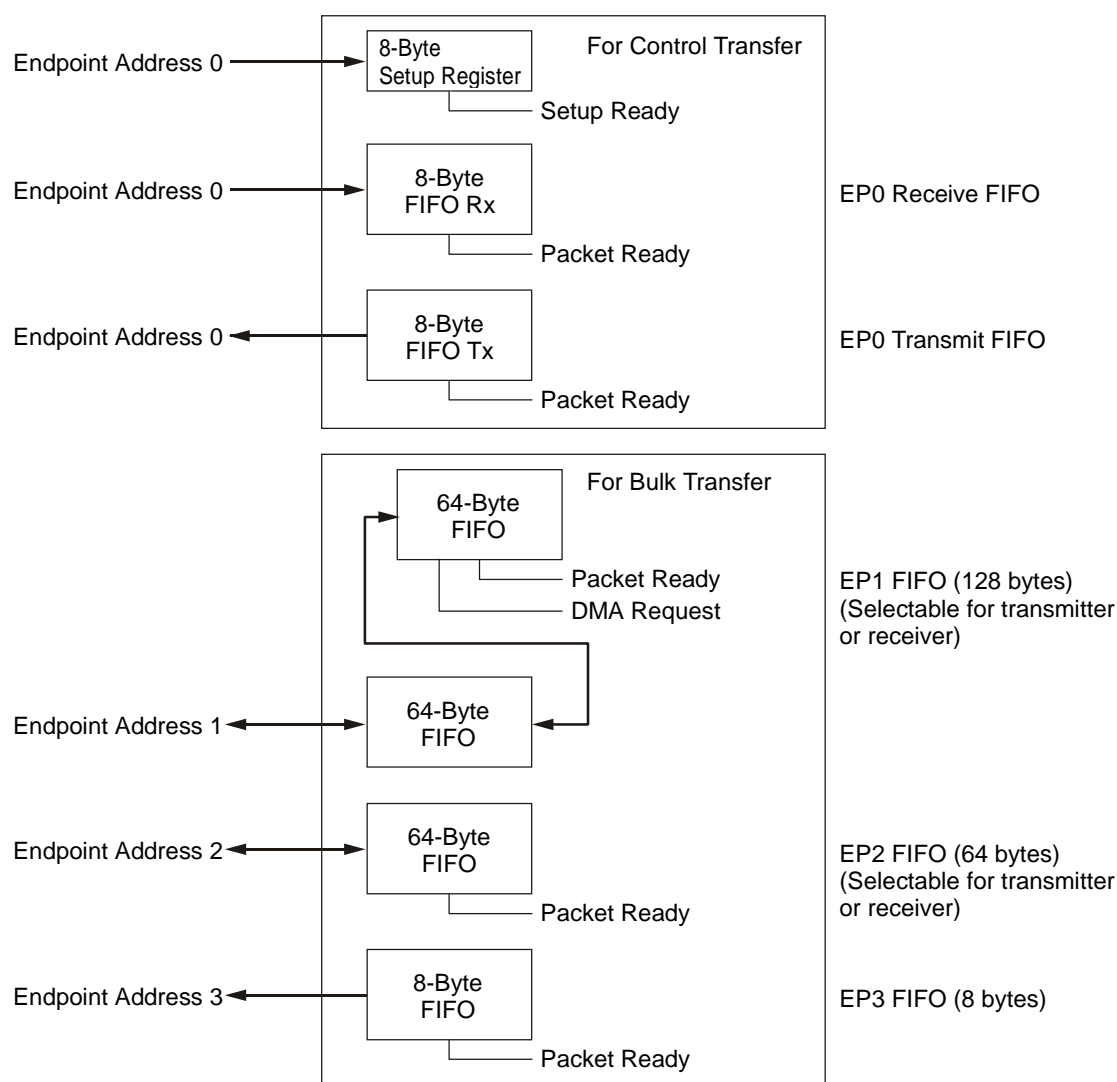 For Control Transfer
Endpoint Address 0
8-Byte
Setup Register
Setup Ready
Endpoint Address 0
8-Byte
FIFO Rx
EP0 Receive FIFO
Packet Ready
Endpoint Address 0
8-Byte
FIFO Tx
EP0 Transmit FIFO
Packet Ready
For Bulk Transfer
64-Byte
FIFO
Packet Ready
DMA Request
EP1 FIFO (128 bytes)
(Selectable for transmitter
or receiver)
Endpoint Address 1
64-Byte
FIFO
Endpoint Address 2
64-Byte
FIFO
Packet Ready
EP2 FIFO (64 bytes)
(Selectable for transmitter
or receiver)
Endpoint Address 3
8-Byte
FIFO
EP3 FIFO (8 bytes)
Packet Ready